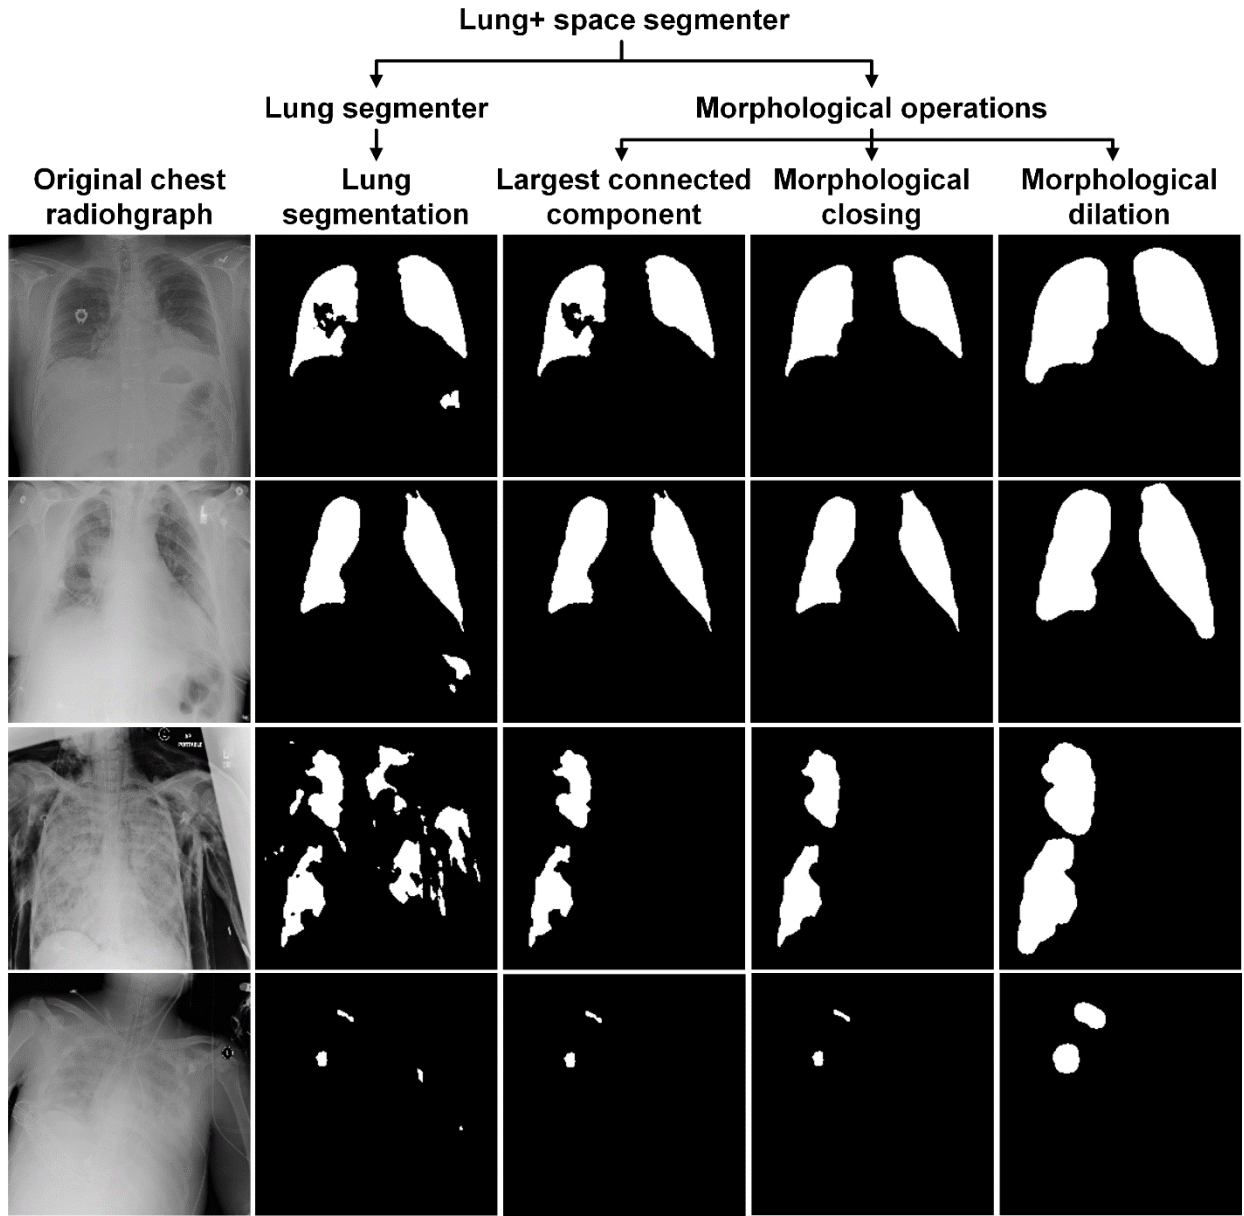 Lung+ space segmenter
Lung segmenter
Morphological operations
Original chest
radiohgraph
Lung
segmentation
Largest connected
component
Morphological
closing
Morphological
dilation
PORTABLE